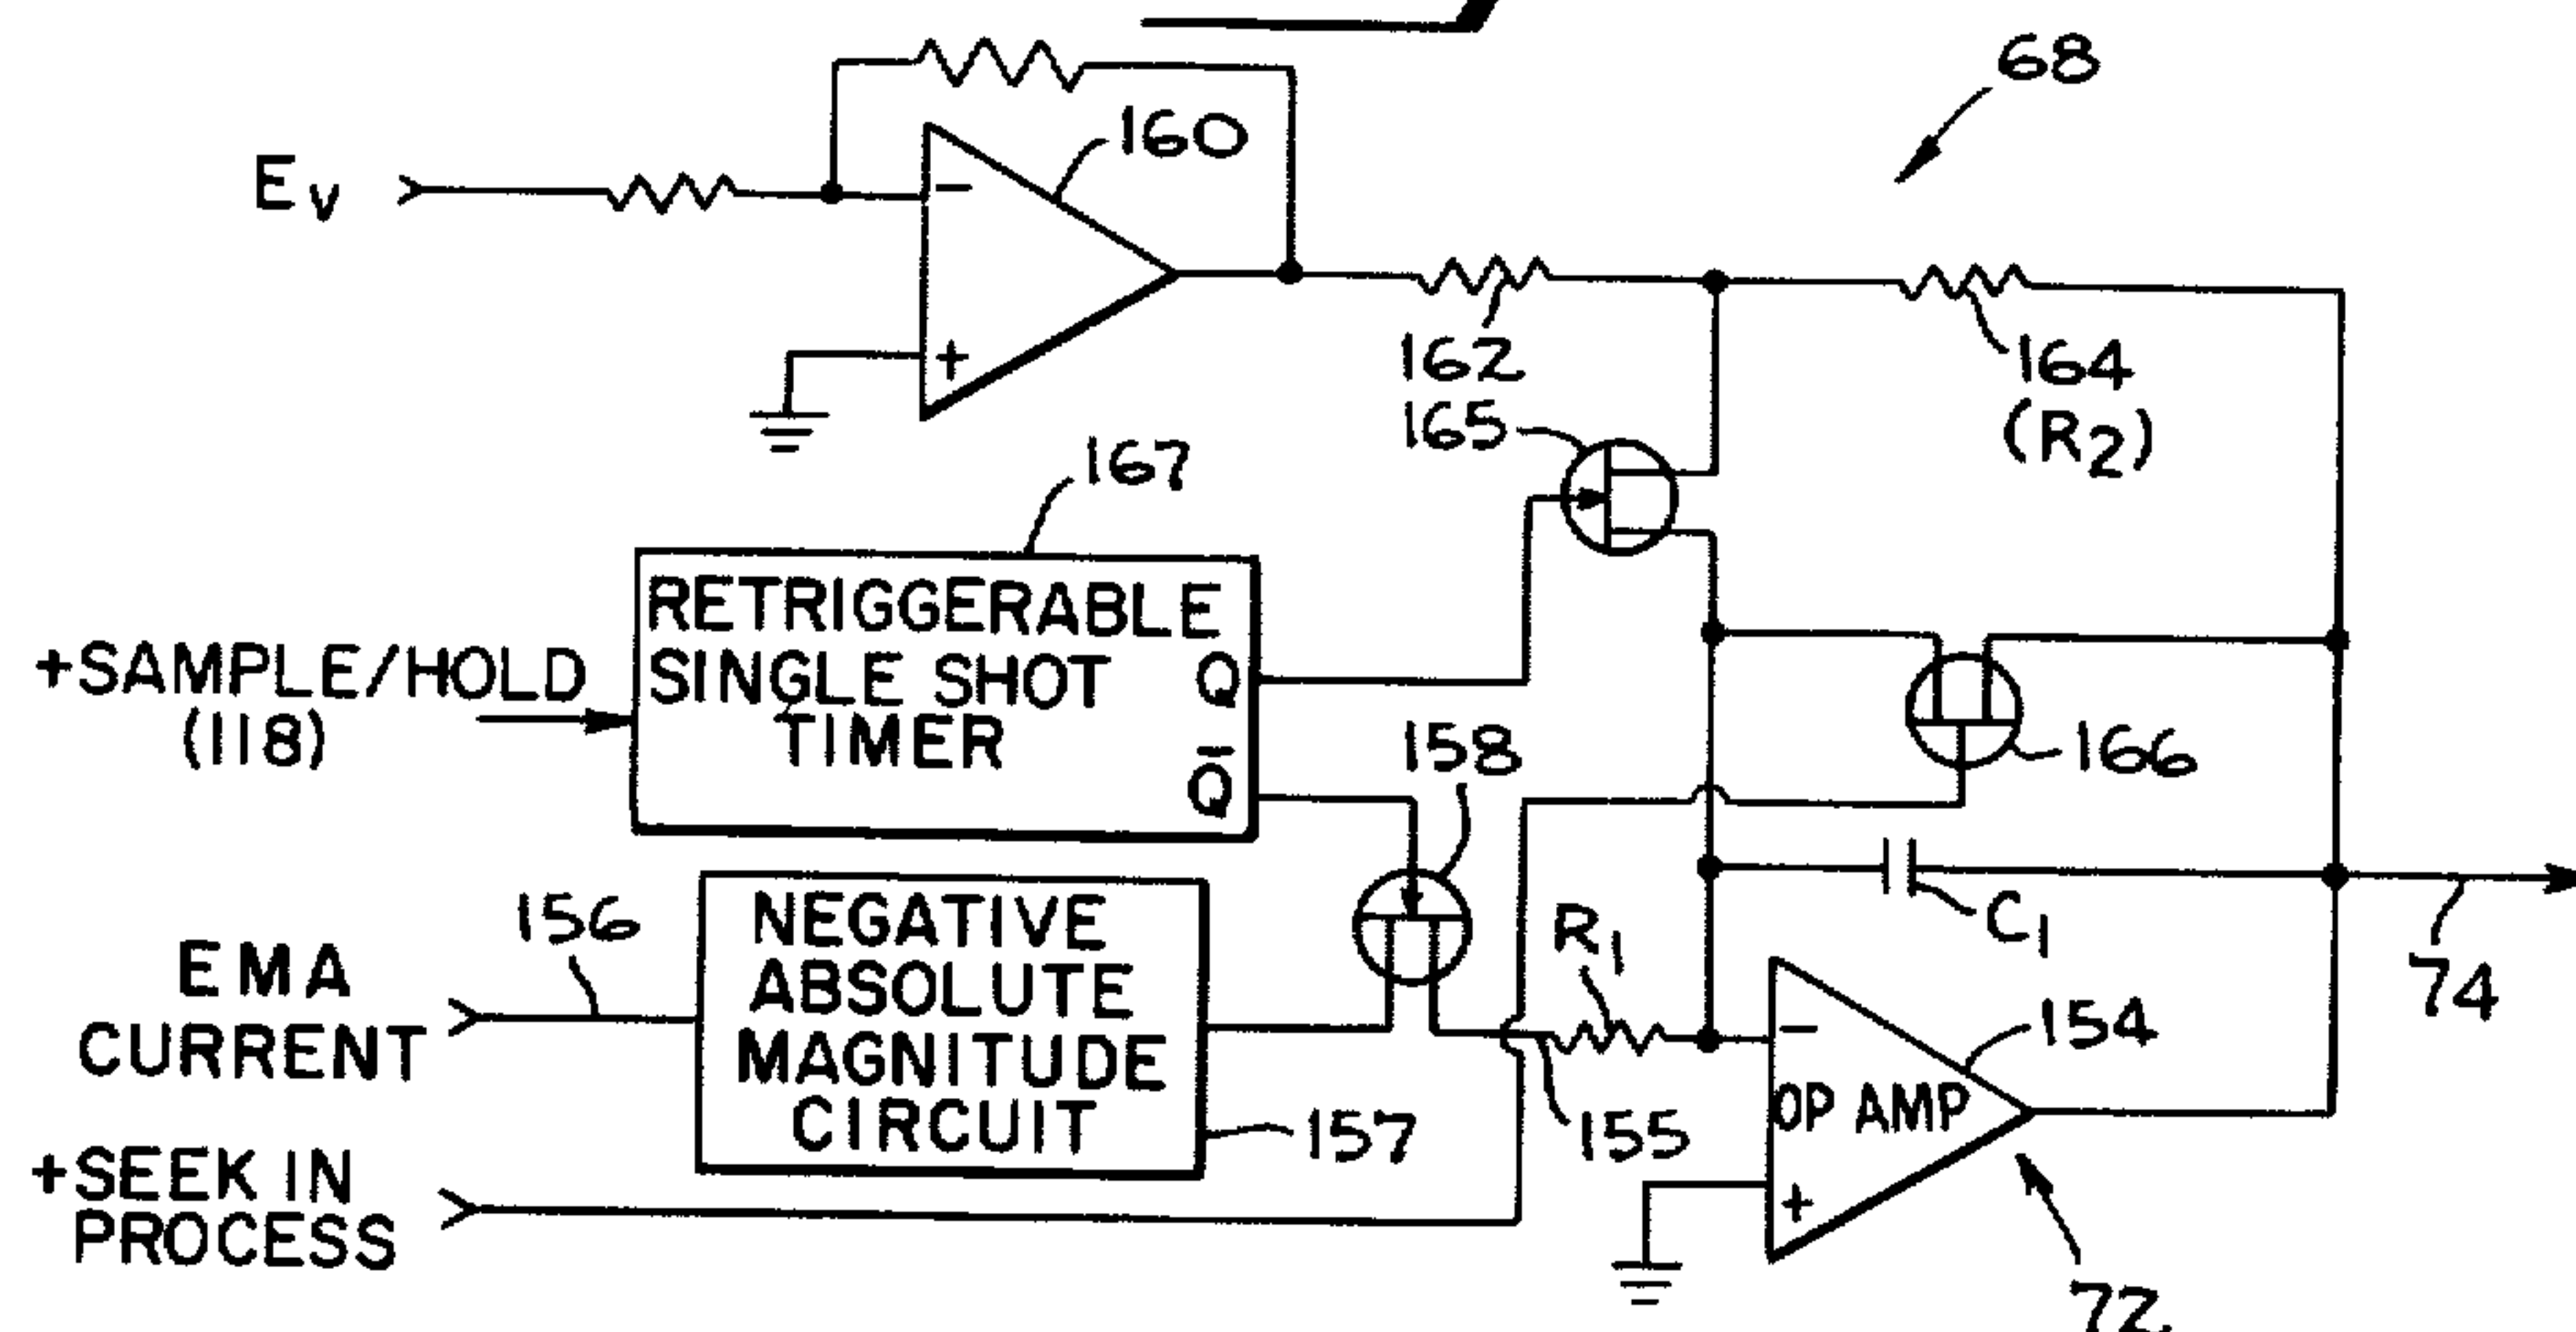 68
160
−
Ev
+
162
164
(R2)
165
167
RETRIGGERABLE
SINGLE SHOT
TIMER
Q
Q̅
+SAMPLE/HOLD
(118)
158
166
156
NEGATIVE
ABSOLUTE
MAGNITUDE
CIRCUIT
R1
C1
74
EMA
CURRENT
−
154
OP AMP
155
157
+SEEK IN
PROCESS
+
72